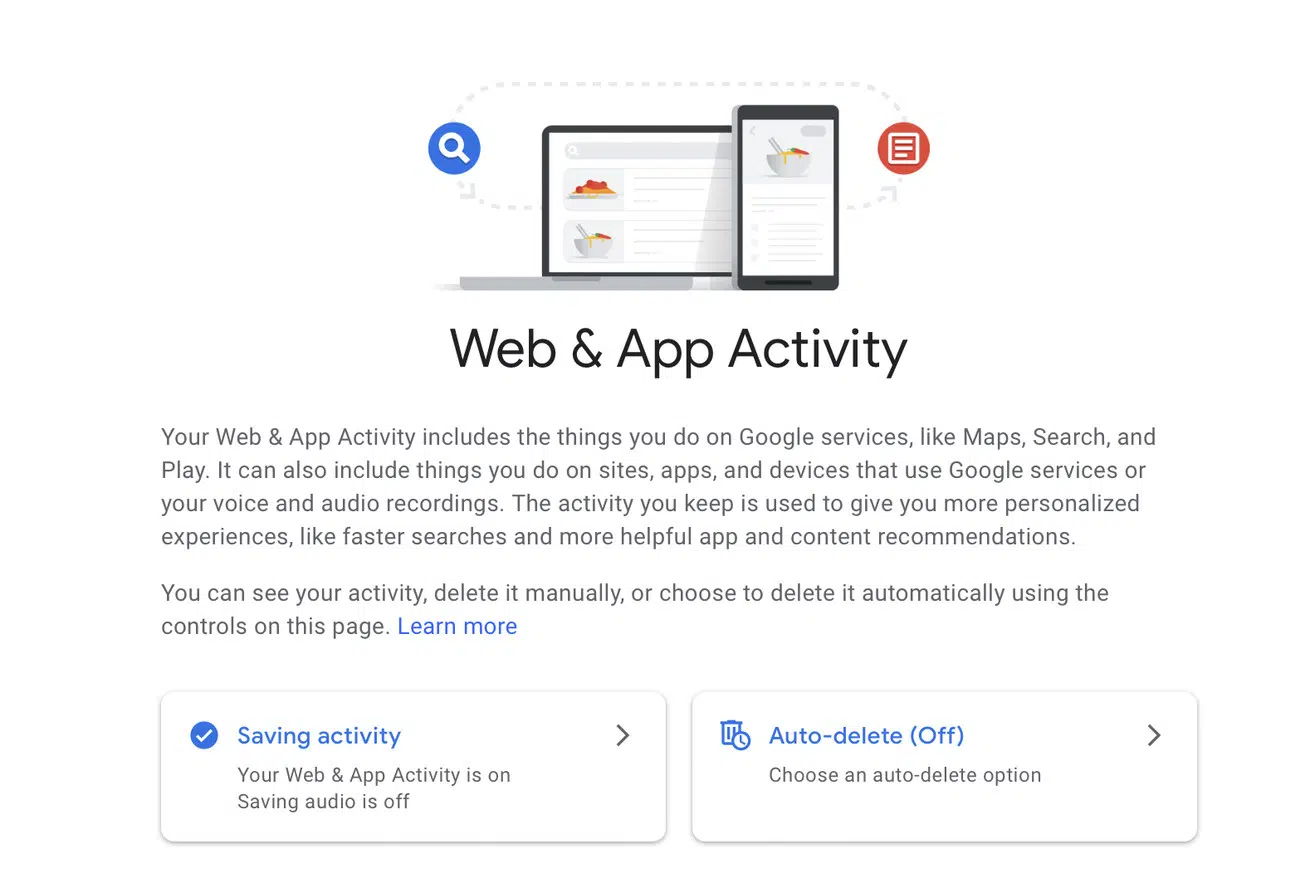 Web & App Activity
Your Web & App Activity includes the things you do on Google services, like Maps, Search, and
Play. It can also include things you do on sites, apps, and devices that use Google services or
your voice and audio recordings. The activity you keep is used to give you more personalized
experiences, like faster searches and more helpful app and content recommendations.
You can see your activity, delete it manually, or choose to delete it automatically using the
controls on this page. Learn more
Saving activity
Your Web & App Activity is on
Saving audio is off
Auto-delete (Off)
Choose an auto-delete option